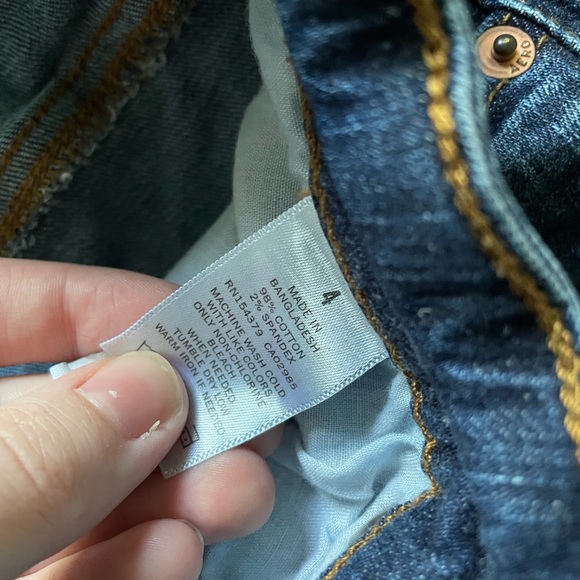 4
MADE IN
BANGLADESH
98% COTTON
2% SPANDEX
RN154379 CA02985
MACHINE WASH COLD
WITH LIKE COLORS
ONLY NON-CHLORINE
BLEACH
WHEN NEEDED
TUMBLE DRY LOW
WARM IRON IF NEEDED
AERO